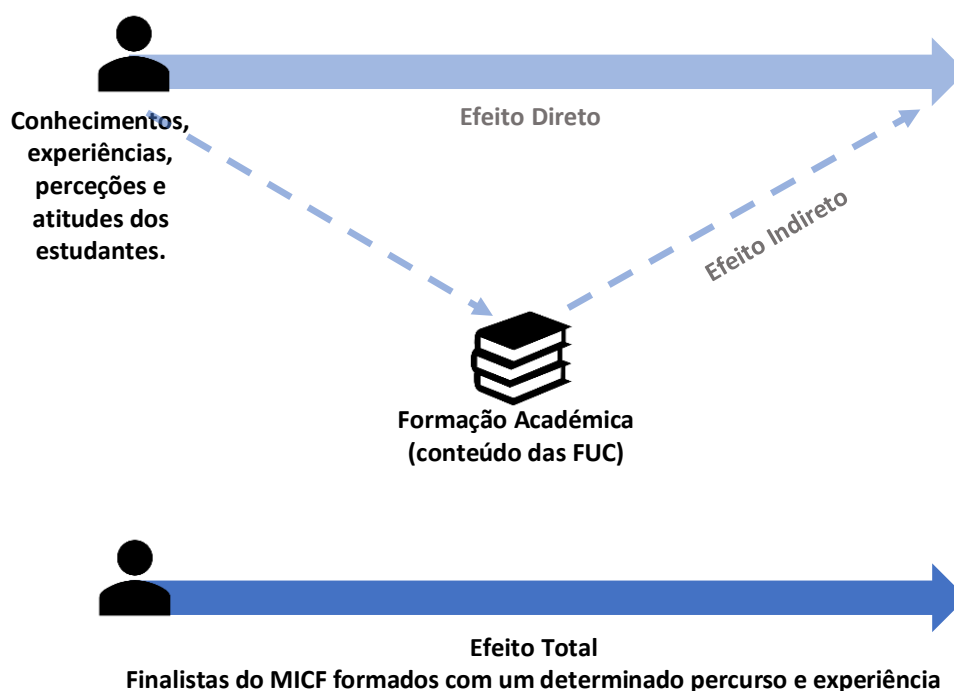 Efeito Direto
Conhecimentos,
experiências,
perceções e
atitudes dos
estudantes.
Efeito Indireto
Formação Académica
(conteúdo das FUC)
Efeito Total
Finalistas do MICF formados com um determinado percurso e experiência